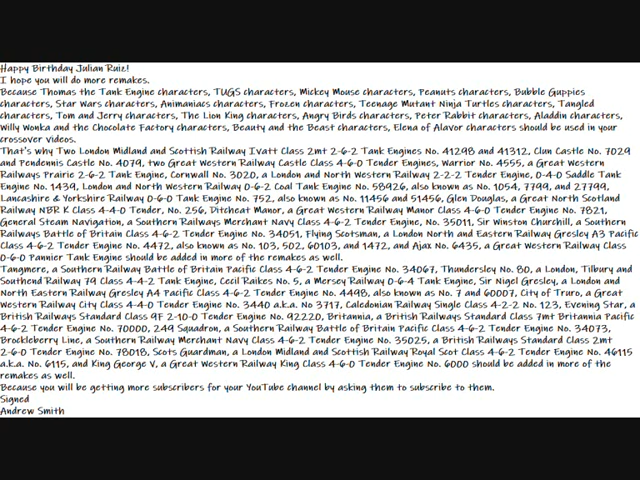 Happy Birthday Julian Ruiz!
I hope you will do more remakes.
Because Thomas the Tank Engine characters, TUGS characters, Mickey Mouse characters, Peanuts characters, Bubble Guppies
characters, Star Wars characters, Animaniacs characters, Frozen characters, Teenage Mutant Ninja Turtles characters, Tangled
characters, Tom and Jerry characters, The Lion King characters, Angry Birds characters, Peter Rabbit characters, Aladdin characters,
Willy Wonka and the Chocolate Factory characters, Beauty and the Beast characters, Elena of Alavor characters should be used in your
crossover videos.
That's why Two London Midland and Scottish Railway Ivatt Class 2mt 2-6-2 Tank Engines No. 41298 and 41312, Clun Castle No. 7029
and Pendennis Castle No. 4079, two Great Western Railway Castle Class 4-6-0 Tender Engines, Warrior No. 4555, a Great Western
Railways Prairie 2-6-2 Tank Engine, Cornwall No. 3020, a London and North Western Railway 2-2-2 Tender Engine, 0-4-0 Saddle Tank
Engine No. 1439, London and North Western Railway 0-6-2 Coal Tank Engine No. 58926, also known as No. 1054, 7799, and 27799,
Lancashire & Yorkshire Railway 0-6-0 Tank Engine No. 752, also known as No. 11456 and 51456, Glen Douglas, a Great North Scotland
Railway NBR K Class 4-4-0 Tender, No. 256, Ditcheat Manor, a Great Western Railway Manor Class 4-6-0 Tender Engine No. 7821,
General Steam Navigation, a Southern Railways Merchant Navy Class 4-6-2 Tender Engine, No. 35011, Sir Winston Churchill, a Southern
Railways Battle of Britain Class 4-6-2 Tender Engine No. 34051, Flying Scotsman, a London North and Eastern Railway Gresley A3 Pacific
Class 4-6-2 Tender Engine No. 4472, also known as No. 103, 502, 60103, and 1472, and Ajax No. 6435, a Great Western Railway Class
0-6-0 Pannier Tank Engine should be added in more of the remakes as well.
Tangmere, a Southern Railway Battle of Britain Pacific Class 4-6-2 Tender Engine No. 34067, Thundersley No. 80, a London, Tilbury and
Southend Railway 79 Class 4-4-2 Tank Engine, Cecil Raikes No. 5, a Mersey Railway 0-6-4 Tank Engine, Sir Nigel Gresley, a London and
North Eastern Railway Gresley A4 Pacific Class 4-6-2 Tender Engine No. 4498, also known as No. 7 and 60007, City of Truro, a Great
Western Railway City Class 4-4-0 Tender Engine No. 3440 a.k.a. No. 3717, Caledonian Railway Single Class 4-2-2 No. 123, Evening Star, a
British Railways Standard Class 9F 2-10-0 Tender Engine No. 92220, Britannia, a British Railways Standard Class 7mt Britannia Pacific
4-6-2 Tender Engine No. 70000, 249 Squadron, a Southern Railway Battle of Britain Pacific Class 4-6-2 Tender Engine No. 34073,
Brockleberry Line, a Southern Railway Merchant Navy Class 4-6-2 Tender Engine No. 35025, a British Railways Standard Class 2mt
2-6-0 Tender Engine No. 78018, Scots Guardman, a London Midland and Scottish Railway Royal Scot Class 4-6-2 Tender Engine No. 46115
a.k.a. No. 6115, and King George V, a Great Western Railway King Class 4-6-0 Tender Engine No. 6000 should be added in more of the
remakes as well.
Because you will be getting more subscribers for your YouTube channel by asking them to subscribe to them.
Signed
Andrew Smith